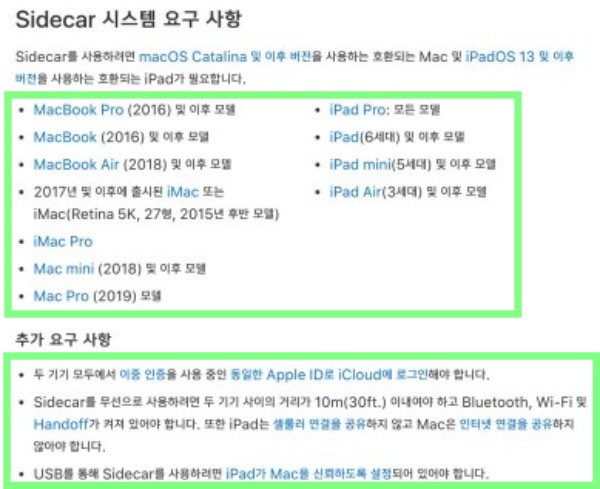 Sidecar 시스템 요구 사항
Sidecar를 사용하려면 macOS Catalina 및 이후 버전을 사용하는 호환되는 Mac 및 iPadOS 13 및 이후
버전을 사용하는 호환되는 iPad가 필요합니다.
• MacBook Pro (2016) 및 이후 모델
• MacBook (2016) 및 이후 모델
• MacBook Air (2018) 및 이후 모델
• 2017년 및 이후에 출시된 iMac 또는
iMac(Retina 5K, 27형, 2015년 후반 모델)
• iMac Pro
• Mac mini (2018) 및 이후 모델
• Mac Pro (2019) 모델
• iPad Pro: 모든 모델
• iPad(6세대) 및 이후 모델
• iPad mini(5세대) 및 이후 모델
• iPad Air(3세대) 및 이후 모델
추가 요구 사항
• 두 기기 모두에서 이중 인증을 사용 중인 동일한 Apple ID로 iCloud에 로그인해야 합니다.
• Sidecar를 무선으로 사용하려면 두 기기 사이의 거리가 10m(30ft.) 이내여야 하고 Bluetooth, Wi-Fi 및
Handoff가 켜져 있어야 합니다. 또한 iPad는 셀룰러 연결을 공유하지 않고 Mac은 인터넷 연결을 공유하지
않아야 합니다.
• USB를 통해 Sidecar를 사용하려면 iPad가 Mac을 신뢰하도록 설정되어 있어야 합니다.